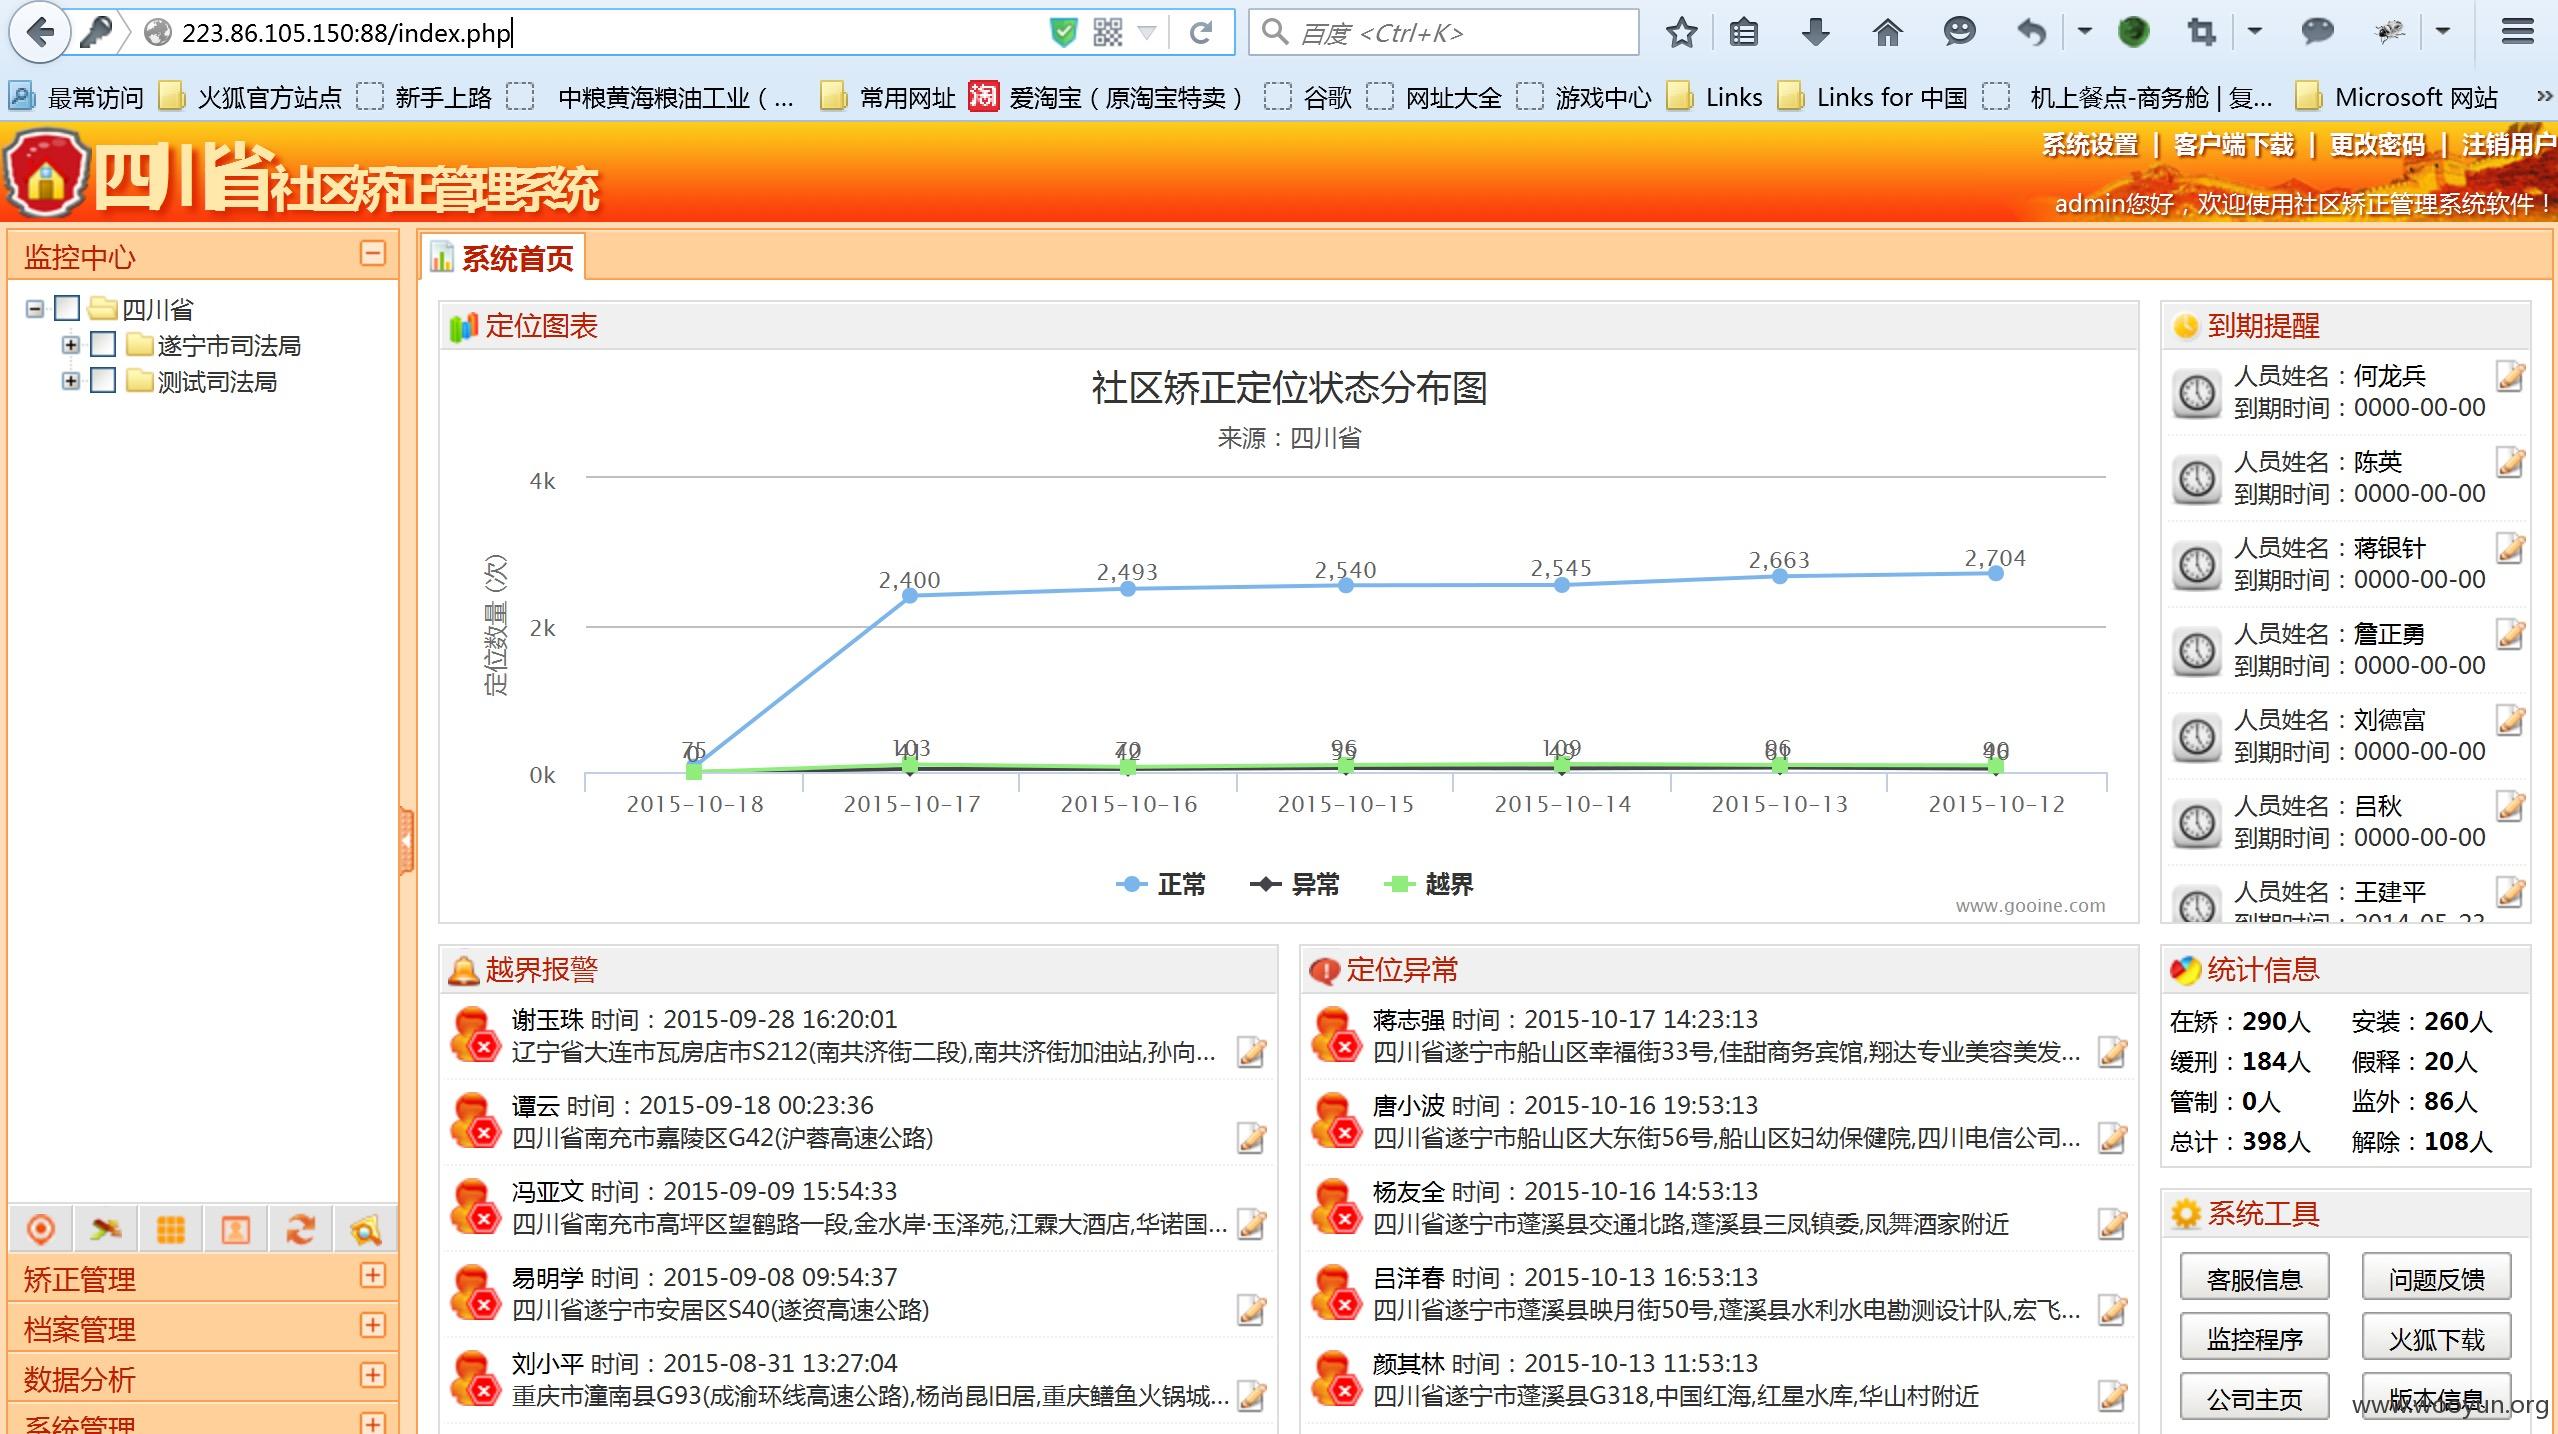 223.86.105.150:88/index.php
百度 <Ctrl+K>
最常访问 火狐官方站点 新手上路 中粮黄海粮油工业（... 常用网址 淘 爱淘宝（原淘宝特卖） 谷歌 网址大全 游戏中心 Links Links for 中国 机上餐点-商务舱 | 复... Microsoft 网站 »
四川省社区矫正管理系统
系统设置 | 客户端下载 | 更改密码 | 注销用户
admin您好，欢迎使用社区矫正管理系统软件！
监控中心
四川省
遂宁市司法局
测试司法局
矫正管理
档案管理
数据分析
系统管理
系统首页
定位图表
社区矫正定位状态分布图
来源：四川省
定位数量 (次)
4k
2k
0k
2,400 2,493 2,540 2,545 2,663 2,704
75 103 109
2015-10-18 2015-10-17 2015-10-16 2015-10-15 2015-10-14 2015-10-13 2015-10-12
正常 异常 越界
www.gooine.com
到期提醒
人员姓名：何龙兵
到期时间：0000-00-00
人员姓名：陈英
到期时间：0000-00-00
人员姓名：蒋银针
到期时间：0000-00-00
人员姓名：詹正勇
到期时间：0000-00-00
人员姓名：刘德富
到期时间：0000-00-00
人员姓名：吕秋
到期时间：0000-00-00
人员姓名：王建平
到期时间：2014-05-23
越界报警
谢玉珠 时间：2015-09-28 16:20:01
辽宁省大连市瓦房店市S212(南共济街二段),南共济街加油站,孙向...
谭云 时间：2015-09-18 00:23:36
四川省南充市嘉陵区G42(沪蓉高速公路)
冯亚文 时间：2015-09-09 15:54:33
四川省南充市高坪区望鹤路一段,金水岸·玉泽苑,江霖大酒店,华诺国...
易明学 时间：2015-09-08 09:54:37
四川省遂宁市安居区S40(遂资高速公路)
刘小平 时间：2015-08-31 13:27:04
重庆市潼南县G93(成渝环线高速公路),杨尚昆旧居,重庆鳝鱼火锅城...
定位异常
蒋志强 时间：2015-10-17 14:23:13
四川省遂宁市船山区幸福街33号,佳甜商务宾馆,翔达专业美容美发...
唐小波 时间：2015-10-16 19:53:13
四川省遂宁市船山区大东街56号,船山区妇幼保健院,四川电信公司...
杨友全 时间：2015-10-16 14:53:13
四川省遂宁市蓬溪县交通北路,蓬溪县三凤镇委,凤舞酒家附近
吕洋春 时间：2015-10-13 16:53:13
四川省遂宁市蓬溪县映月街50号,蓬溪县水利水电勘测设计队,宏飞...
颜其林 时间：2015-10-13 11:53:13
四川省遂宁市蓬溪县G318,中国红海,红星水库,华山村附近
统计信息
在矫：290人 安装：260人
缓刑：184人 假释：20人
管制：0人 监外：86人
总计：398人 解除：108人
系统工具
客服信息 问题反馈
监控程序 火狐下载
公司主页 版本信息
www.wooyun.org